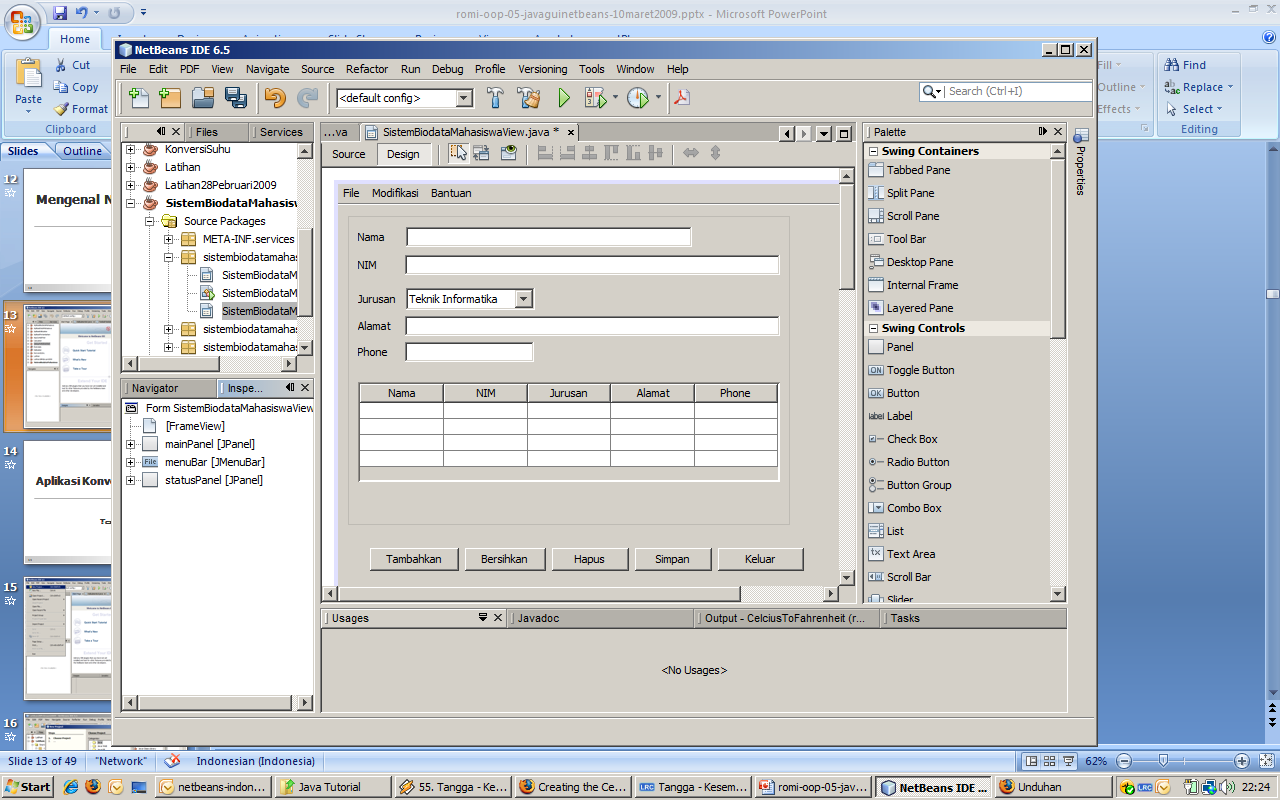 romi-oop-05-javaguinetbeans-10maret2009.pptx - Microsoft PowerPoint
Home
Cut
Copy
Format
Paste
Clipboard
Fill
Outline
Effects
Find
Replace
Select
Editing
Slides
Outline
12
Mengenal N
13
14
Aplikasi Konv
15
16
NetBeans IDE 6.5
File Edit PDF View Navigate Source Refactor Run Debug Profile Versioning Tools Window Help
<default config>
Search (Ctrl+I)
Files
Services
KonversiSuhu
Latihan
Latihan28Pebruari2009
SistemBiodataMahasisw
Source Packages
META-INF.services
sistembiodatamahas
SistemBiodataM
SistemBiodataM
SistemBiodataM
sistembiodatamahas
sistembiodatamahas
Navigator
Inspe...
Form SistemBiodataMahasiswaView
[FrameView]
mainPanel [JPanel]
menuBar [JMenuBar]
statusPanel [JPanel]
...va
SistemBiodataMahasiswaView.java *
Source
Design
File Modifikasi Bantuan
Nama
NIM
Jurusan
Teknik Informatika
Alamat
Phone
Nama NIM Jurusan Alamat Phone
Tambahkan Bersihkan Hapus Simpan Keluar
Usages
Javadoc
Output - CelciusToFahrenheit (r...
Tasks
<No Usages>
Palette
Swing Containers
Tabbed Pane
Split Pane
Scroll Pane
Tool Bar
Desktop Pane
Internal Frame
Layered Pane
Swing Controls
Panel
Toggle Button
Button
Label
Check Box
Radio Button
Button Group
Combo Box
List
Text Area
Scroll Bar
Slider
Properties
Slide 13 of 49
"Network"
Indonesian (Indonesia)
62%
Start
netbeans-indon...
Java Tutorial
55. Tangga - Ke...
Creating the Ce...
Tangga - Kesem...
romi-oop-05-jav...
NetBeans IDE ...
Unduhan
22:24